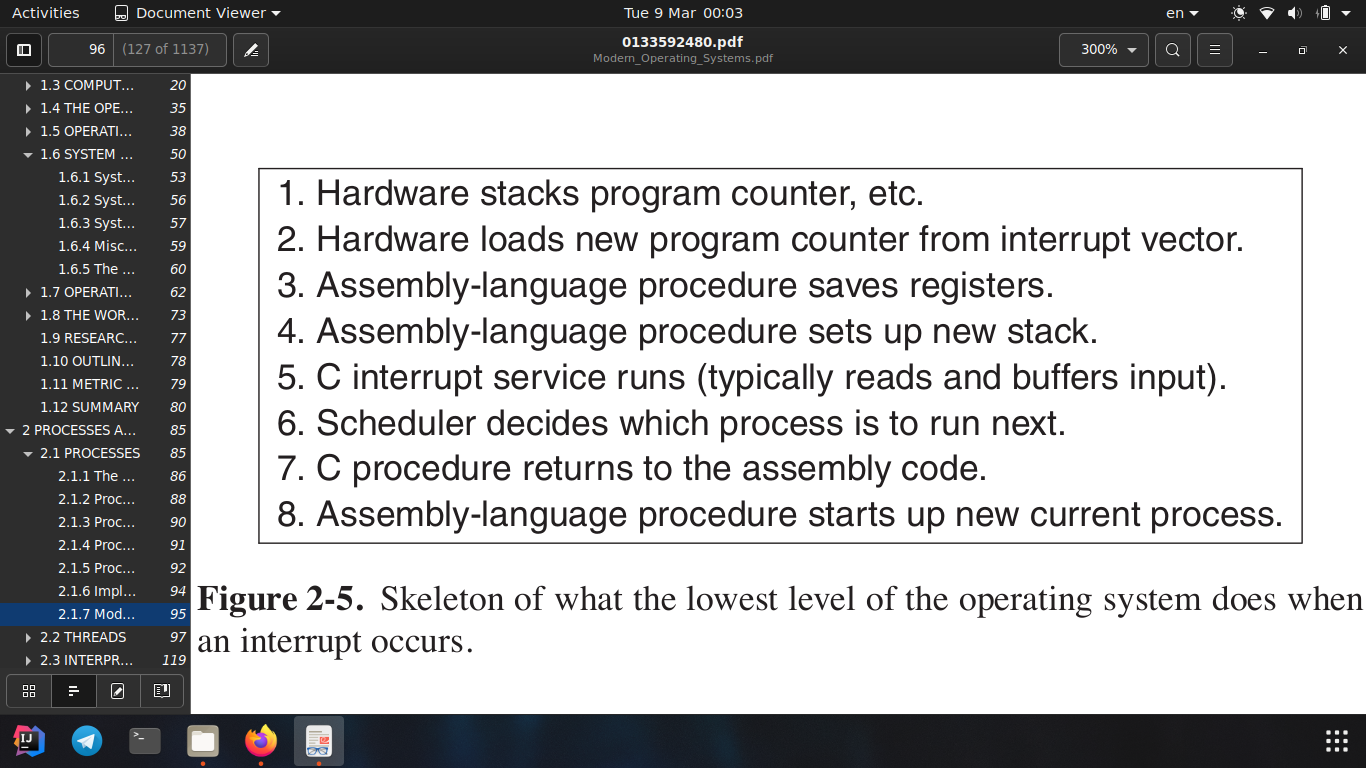 Activities Document Viewer Tue 9 Mar 00:03 en
96 (127 of 1137) 0133592480.pdf 300%
Modern_Operating_Systems.pdf
1.3 COMPUT... 20
1.4 THE OPE... 35
1.5 OPERATI... 38
1.6 SYSTEM ... 50
1.6.1 Syst... 53
1.6.2 Syst... 56
1.6.3 Syst... 57
1.6.4 Misc... 59
1.6.5 The ... 60
1.7 OPERATI... 62
1.8 THE WOR... 73
1.9 RESEARC... 77
1.10 OUTLIN... 78
1.11 METRIC ... 79
1.12 SUMMARY 80
2 PROCESSES A... 85
2.1 PROCESSES 85
2.1.1 The ... 86
2.1.2 Proc... 88
2.1.3 Proc... 90
2.1.4 Proc... 91
2.1.5 Proc... 92
2.1.6 Impl... 94
2.1.7 Mod... 95
2.2 THREADS 97
2.3 INTERPR... 119
1. Hardware stacks program counter, etc.
2. Hardware loads new program counter from interrupt vector.
3. Assembly-language procedure saves registers.
4. Assembly-language procedure sets up new stack.
5. C interrupt service runs (typically reads and buffers input).
6. Scheduler decides which process is to run next.
7. C procedure returns to the assembly code.
8. Assembly-language procedure starts up new current process.
Figure 2-5. Skeleton of what the lowest level of the operating system does when
an interrupt occurs.
IJ
>_